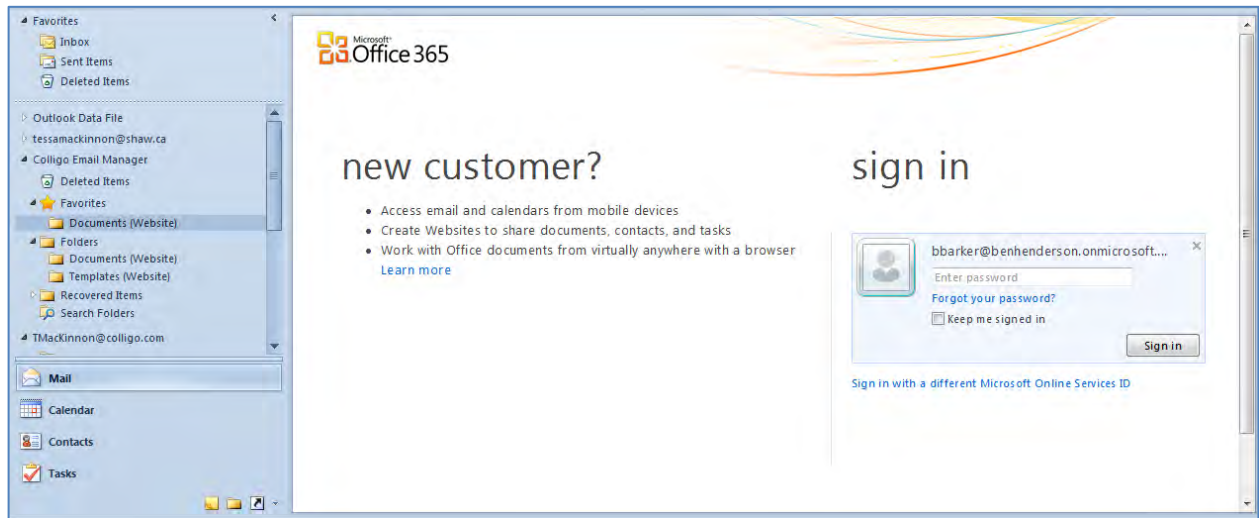 Favorites
Inbox
Sent Items
Deleted Items
Outlook Data File
tessamackinnon@shaw.ca
Colligo Email Manager
Deleted Items
Favorites
Documents (Website)
Folders
Documents (Website)
Templates (Website)
Recovered Items
Search Folders
TMacKinnon@colligo.com
Mail
Calendar
Contacts
Tasks
Microsoft
Office 365
new customer?
Access email and calendars from mobile devices
Create Websites to share documents, contacts, and tasks
Work with Office documents from virtually anywhere with a browser
Learn more
sign in
bbarker@benhenderson.onmicrosoft....
Enter password
Forgot your password?
Keep me signed in
Sign in
Sign in with a different Microsoft Online Services ID